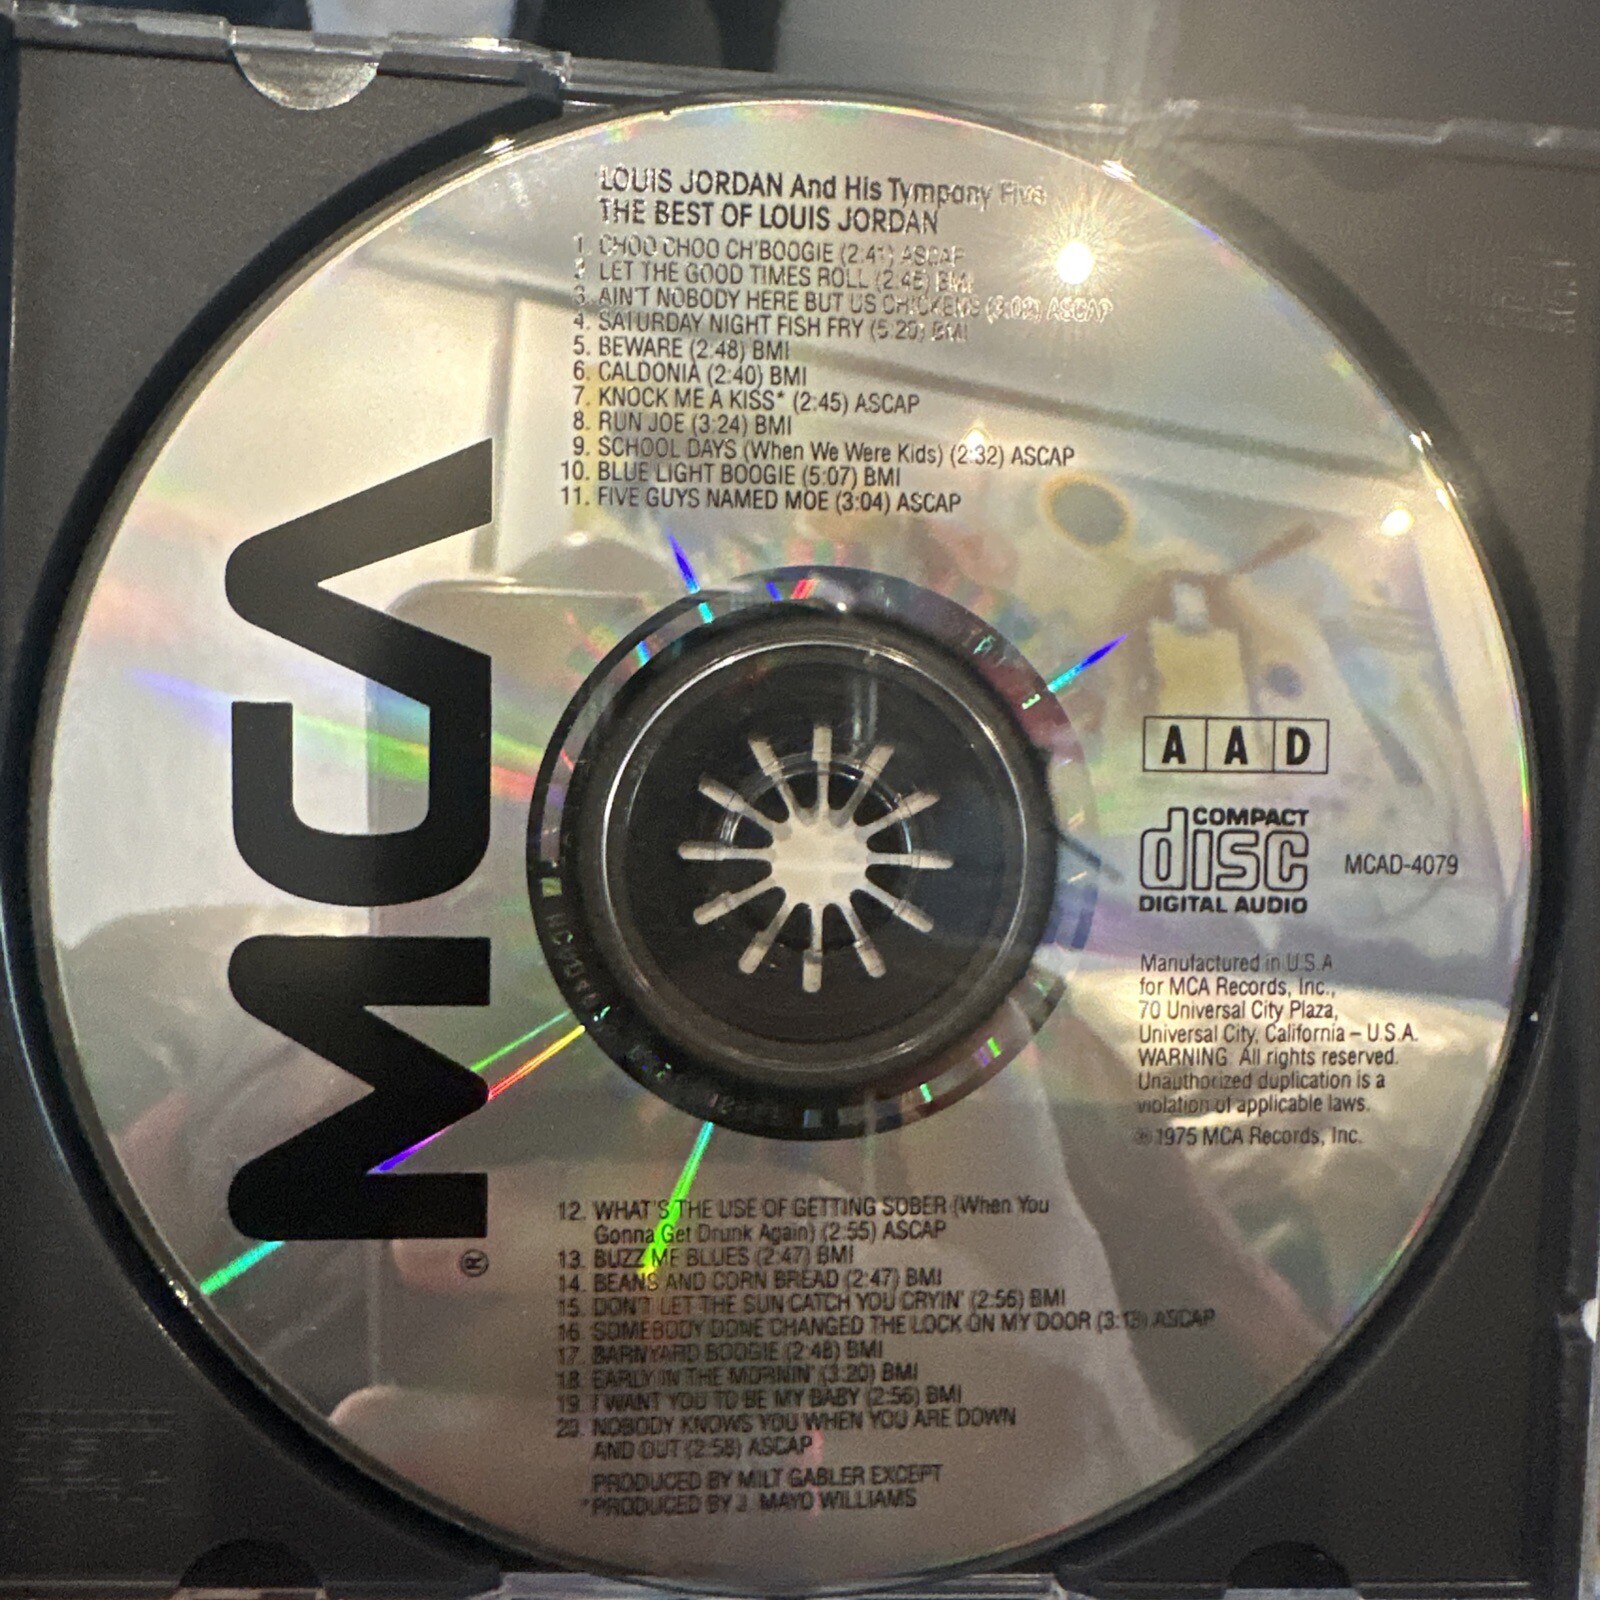 LOUIS JORDAN And His Tympany Five
THE BEST OF LOUIS JORDAN
1. CHOO CHOO CH'BOOGIE (2:41) ASCAP
2. LET THE GOOD TIMES ROLL (2:45) BMI
3. AIN'T NOBODY HERE BUT US CHICKENS (3:02) ASCAP
4. SATURDAY NIGHT FISH FRY (5:20) BMI
5. BEWARE (2:48) BMI
6. CALDONIA (2:40) BMI
7. KNOCK ME A KISS* (2:45) ASCAP
8. RUN JOE (3:24) BMI
9. SCHOOL DAYS (When We Were Kids) (2:32) ASCAP
10. BLUE LIGHT BOOGIE (5:07) BMI
11. FIVE GUYS NAMED MOE (3:04) ASCAP
MCA
®
A A D
COMPACT
disc
DIGITAL AUDIO
MCAD-4079
Manufactured in U.S.A
for MCA Records, Inc.,
70 Universal City Plaza,
Universal City, California – U.S.A.
WARNING: All rights reserved.
Unauthorized duplication is a
violation of applicable laws.
℗ 1975 MCA Records, Inc.
12. WHAT'S THE USE OF GETTING SOBER (When You
Gonna Get Drunk Again) (2:55) ASCAP
13. BUZZ ME BLUES (2:47) BMI
14. BEANS AND CORN BREAD (2:47) BMI
15. DON'T LET THE SUN CATCH YOU CRYIN' (2:56) BMI
16. SOMEBODY DONE CHANGED THE LOCK ON MY DOOR (3:13) ASCAP
17. BARNYARD BOOGIE (2:48) BMI
18. EARLY IN THE MORNIN' (3:20) BMI
19. I WANT YOU TO BE MY BABY (2:56) BMI
20. NOBODY KNOWS YOU WHEN YOU ARE DOWN
AND OUT (2:58) ASCAP
PRODUCED BY MILT GABLER EXCEPT
*PRODUCED BY J. MAYO WILLIAMS